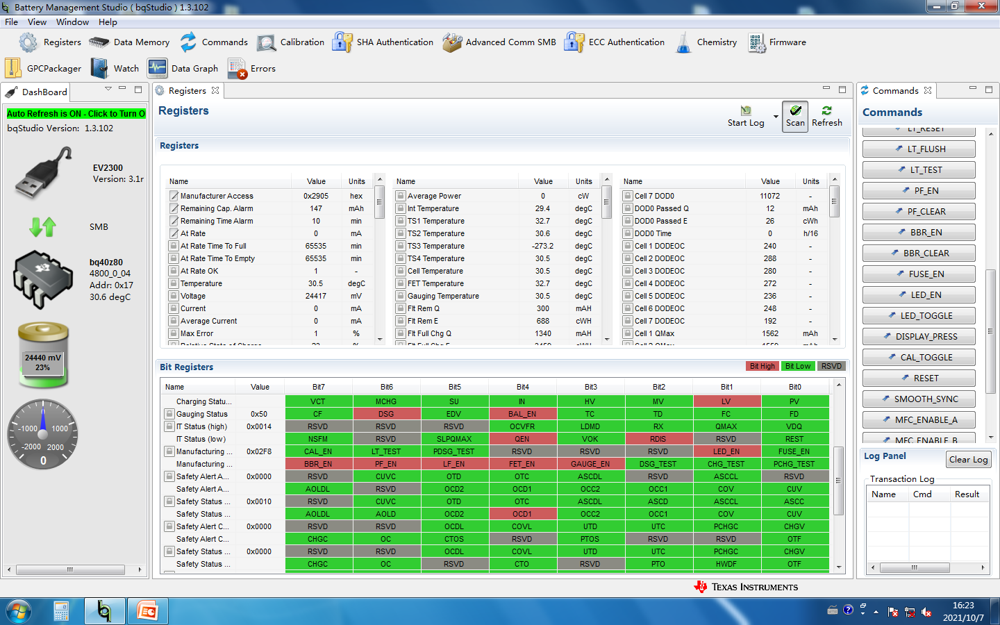 Battery Management Studio ( bqStudio ) 1.3.102
File View Window Help
Registers Data Memory Commands Calibration SHA Authentication Advanced Comm SMB ECC Authentication Chemistry Firmware
GPCPackager Watch Data Graph Errors
DashBoard
Auto Refresh is ON - Click to Turn O
bqStudio Version: 1.3.102
EV2300
Version: 3.1r
SMB
bq40z80
4800_0_04
Addr: 0x17
30.6 degC
24440 mV
23%
-1000 1000
-2000 2000
0
Registers
Registers
Start Log Scan Refresh
Registers
Name Value Units
Manufacturer Access 0x2905 hex
Remaining Cap. Alarm 147 mAh
Remaining Time Alarm 10 min
At Rate 0 mA
At Rate Time To Full 65535 min
At Rate Time To Empty 65535 min
At Rate OK 1 -
Temperature 30.5 degC
Voltage 24417 mV
Current 0 mA
Average Current 0 mA
Max Error 1 %
Name Value Units
Average Power 0 cW
Int Temperature 29.4 degC
TS1 Temperature 32.7 degC
TS2 Temperature 30.6 degC
TS3 Temperature -273.2 degC
TS4 Temperature 30.5 degC
Cell Temperature 30.5 degC
FET Temperature 32.7 degC
Gauging Temperature 30.5 degC
Flt Rem Q 300 mAH
Flt Rem E 688 cWH
Flt Full Chg Q 1340 mAH
Name Value Units
Cell 7 DOD0 11072 -
DOD0 Passed Q 12 mAh
DOD0 Passed E 26 cWh
DOD0 Time 0 h/16
Cell 1 DODEOC 240 -
Cell 2 DODEOC 288 -
Cell 3 DODEOC 280 -
Cell 4 DODEOC 272 -
Cell 5 DODEOC 236 -
Cell 6 DODEOC 248 -
Cell 7 DODEOC 192 -
Cell 1 QMax 1562 mAh
Bit Registers Bit High Bit Low RSVD
Name Value Bit7 Bit6 Bit5 Bit4 Bit3 Bit2 Bit1 Bit0
Charging Statu... VCT MCHG SU IN HV MV LV PV
Gauging Status 0x50 CF DSG EDV BAL_EN TC TD FC FD
IT Status (high) 0x0014 RSVD RSVD RSVD OCVFR LDMD RX QMAX VDQ
IT Status (low) NSFM RSVD SLPQMAX QEN VOK RDIS RSVD REST
Manufacturing ... 0x02F8 CAL_EN LT_TEST PDSG_TEST RSVD RSVD RSVD LED_EN FUSE_EN
Manufacturing ... BBR_EN PF_EN LF_EN FET_EN GAUGE_EN DSG_TEST CHG_TEST PCHG_TEST
Safety Alert A... 0x0000 RSVD CUVC OTD OTC ASCDL RSVD ASCCL RSVD
Safety Alert A... AOLDL RSVD OCD2 OCD1 OCC2 OCC1 COV CUV
Safety Status ... 0x0010 RSVD CUVC OTD OTC ASCDL ASCD ASCCL ASCC
Safety Status ... AOLDL AOLD OCD2 OCD1 OCC2 OCC1 COV CUV
Safety Alert C... 0x0000 RSVD RSVD OCDL COVL UTD UTC PCHGC CHGV
Safety Alert C... CHGC OC CTOS RSVD PTOS RSVD RSVD OTF
Safety Status ... 0x0000 RSVD RSVD OCDL COVL UTD UTC PCHGC CHGV
Safety Status ... CHGC OC RSVD CTO RSVD PTO HWDF OTF
Commands
Commands
LT_RESET
LT_FLUSH
LT_TEST
PF_EN
PF_CLEAR
BBR_EN
BBR_CLEAR
FUSE_EN
LED_EN
LED_TOGGLE
DISPLAY_PRESS
CAL_TOGGLE
RESET
SMOOTH_SYNC
MFC_ENABLE_A
MFC_ENABLE_B
Log Panel Clear Log
Transaction Log
Name Cmd Result
TEXAS INSTRUMENTS
16:23
2021/10/7